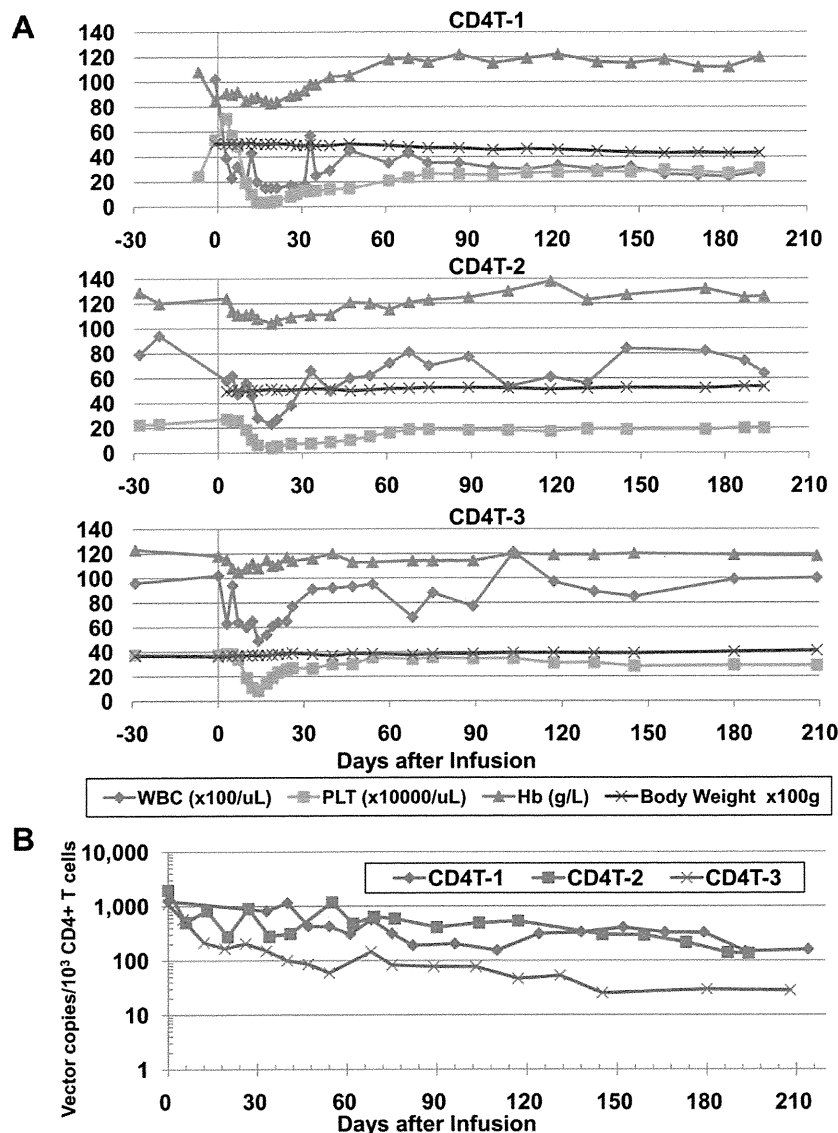 A
CD4T-1
140
120
100
80
60
40
20
0
-30 0 30 60 90 120 150 180 210
CD4T-2
140
120
100
80
60
40
20
0
-30 0 30 60 90 120 150 180 210
CD4T-3
140
120
100
80
60
40
20
0
-30 0 30 60 90 120 150 180 210
Days after Infusion
WBC (x100/uL) PLT (x10000/uL) Hb (g/L) Body Weight x100g
B
Vector copies/10³ CD4+ T cells
10,000
1,000
100
10
1
CD4T-1 CD4T-2 CD4T-3
0 30 60 90 120 150 180 210
Days after Infusion